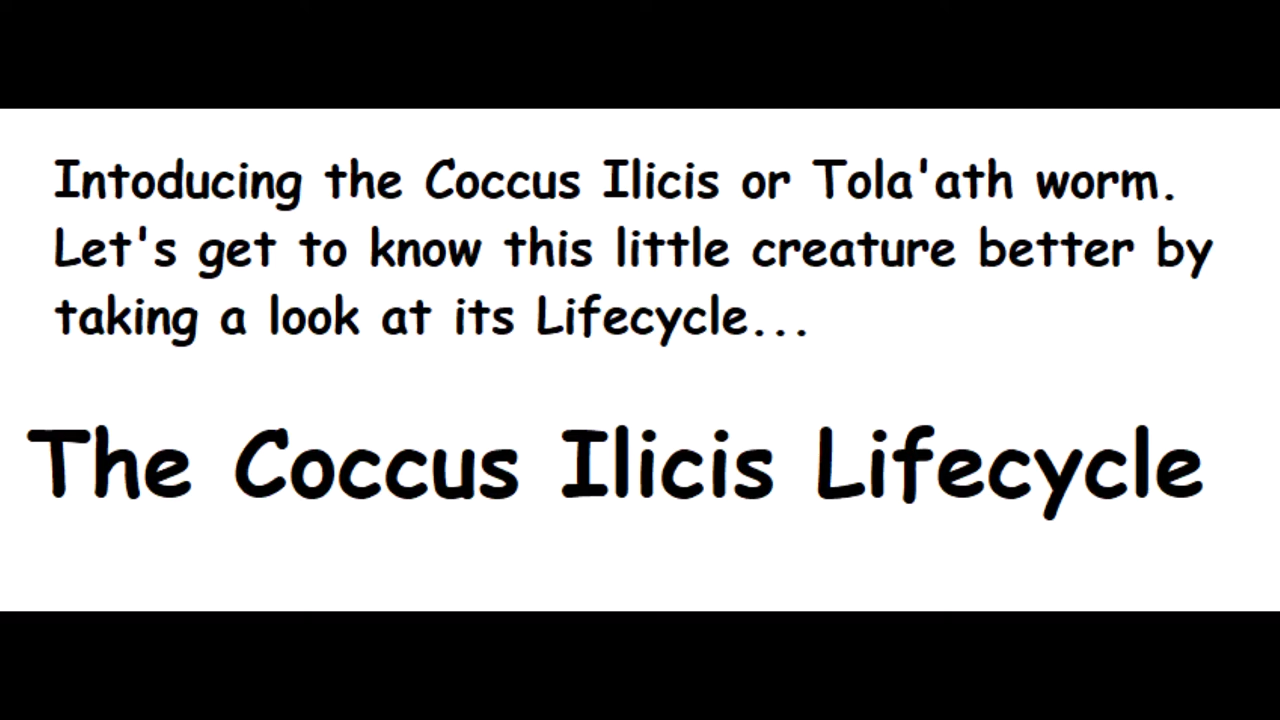 Intoducing the Coccus Ilicis or Tola'ath worm.
Let's get to know this little creature better by
taking a look at its Lifecycle...
The Coccus Ilicis Lifecycle